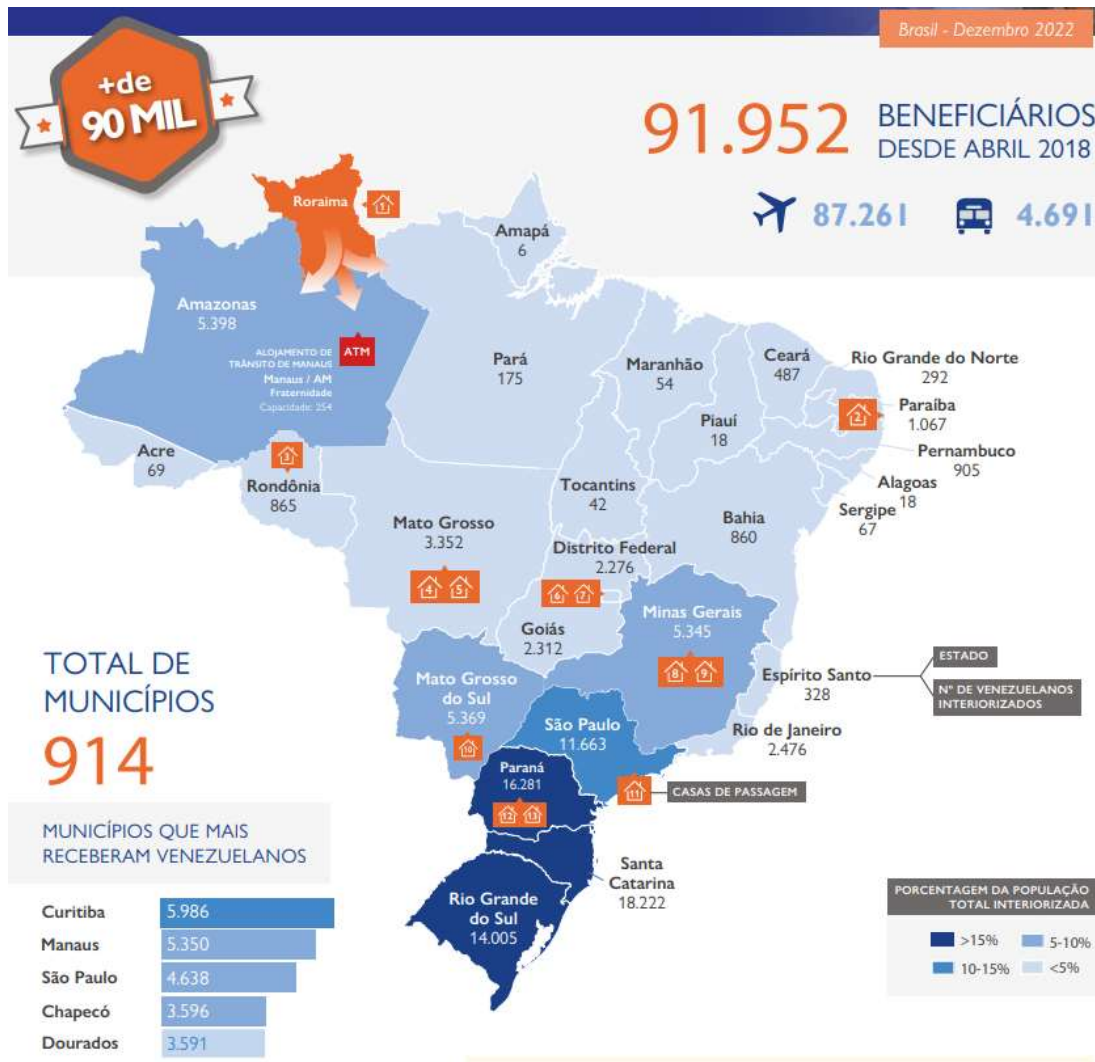 Brasil - Dezembro 2022
+de
90 MIL
91.952
BENEFICIÁRIOS
DESDE ABRIL 2018
87.261
4.691
Roraima
1
Amapá
6
Amazonas
5.398
ALOJAMENTO DE
TRÂNSITO DE MANAUS
ATM
Manaus / AM
Fraternidade
Capacidade: 254
Pará
175
Maranhão
54
Ceará
487
Rio Grande do Norte
292
2
Paraíba
1.067
Piauí
18
Pernambuco
905
Acre
69
3
Rondônia
865
Tocantins
42
Alagoas
18
Sergipe
67
Mato Grosso
3.352
4 5
Bahia
860
Distrito Federal
2.276
6 7
Goiás
2.312
Minas Gerais
5.345
8 9
Espírito Santo
328
ESTADO
N° DE VENEZUELANOS
INTERIORIZADOS
Mato Grosso
do Sul
5.369
10
São Paulo
11.663
Rio de Janeiro
2.476
Paraná
16.281
12 13
11
CASAS DE PASSAGEM
Santa
Catarina
18.222
Rio Grande
do Sul
14.005
TOTAL DE
MUNICÍPIOS
914
MUNICÍPIOS QUE MAIS
RECEBERAM VENEZUELANOS
Curitiba 5.986
Manaus 5.350
São Paulo 4.638
Chapecó 3.596
Dourados 3.591
PORCENTAGEM DA POPULAÇÃO
TOTAL INTERIORIZADA
>15% 5-10%
10-15% <5%